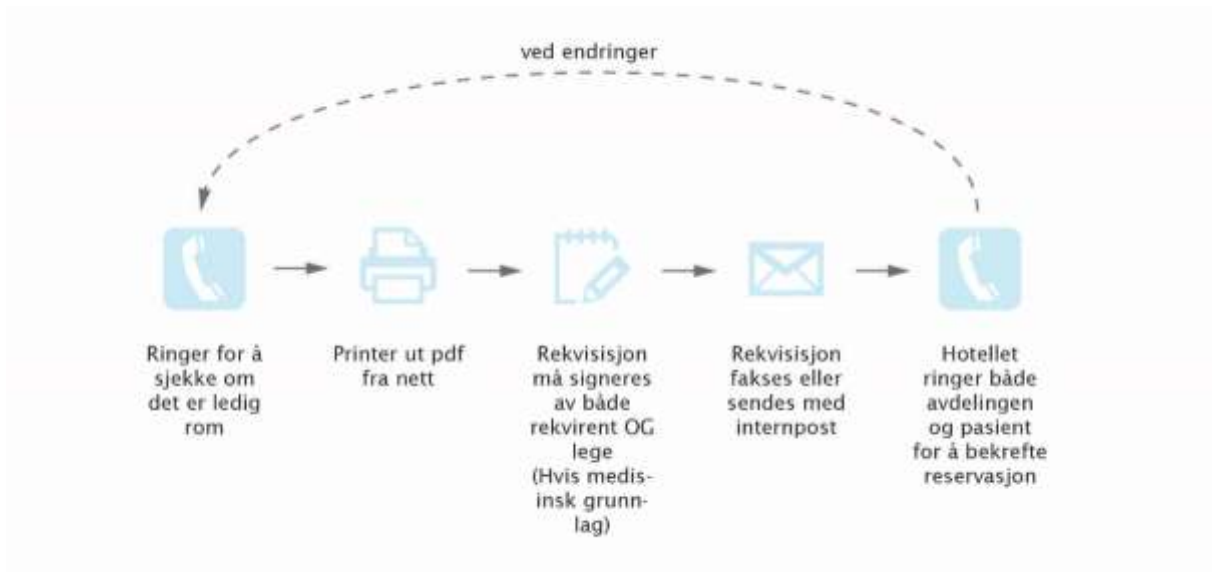 ved endringer
Ringer for å
sjekke om
det er ledig
rom
Printer ut pdf
fra nett
Rekvisisjon
må signeres
av både
rekvirent OG
lege
(Hvis medis-
insk grunn-
lag)
Rekvisisjon
fakses eller
sendes med
internpost
Hotellet
ringer både
avdelingen
og pasient
for å bekrefte
reservasjon